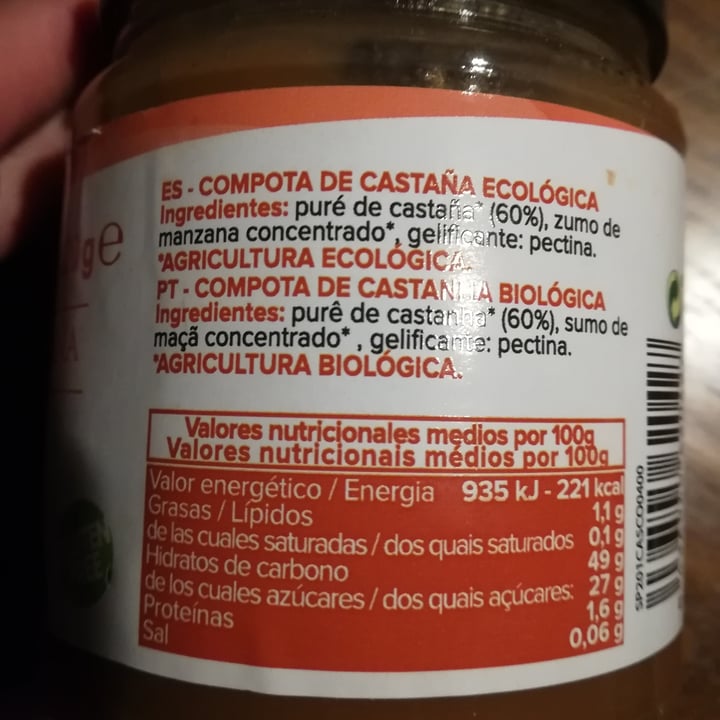 ES - COMPOTA DE CASTAÑA ECOLÓGICA
Ingredientes: puré de castaña* (60%), zumo de
manzana concentrado*, gelificante: pectina.
*AGRICULTURA ECOLÓGICA.
PT - COMPOTA DE CASTANHA BIOLÓGICA
Ingredientes: purê de castanha* (60%), sumo de
maçã concentrado* , gelificante: pectina.
*AGRICULTURA BIOLÓGICA.
Valores nutricionales medios por 100g
Valores nutricionais médios por 100g
Valor energético / Energia 935 kJ - 221 kcal
Grasas / Lípidos 1,1 g
de las cuales saturadas / dos quais saturados 0,1 g
Hidratos de carbono 49 g
de los cuales azúcares / dos quais açúcares: 27 g
Proteínas 1,6 g
Sal 0,06 g
SP201CASCO0400